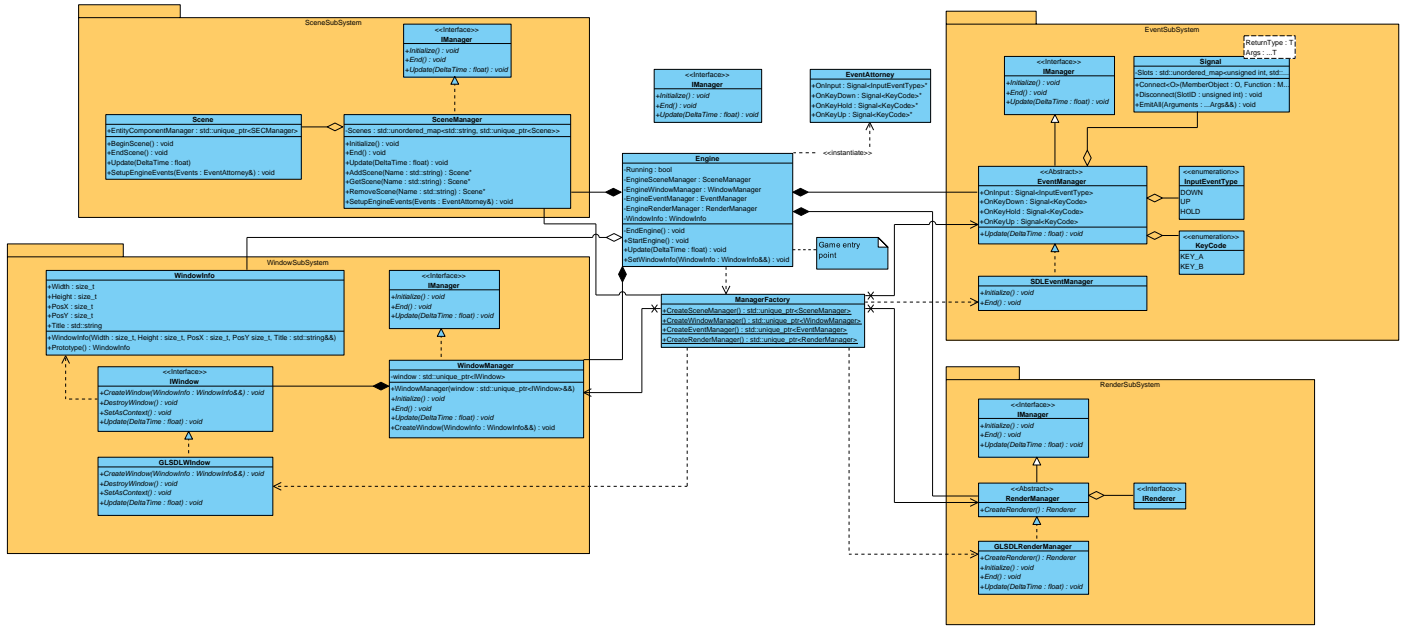 SceneSubSystem
<<Interface>>
IManager
+Initialize() : void
+End() : void
+Update(DeltaTime : float) : void
Scene
+EntityComponentManager : std::unique_ptr<SECManager>
+BeginScene() : void
+EndScene() : void
+Update(DeltaTime : float)
+SetupEngineEvents(Events : EventAttorney&) : void
SceneManager
-Scenes : std::unordered_map<std::string, std::unique_ptr<Scene>>
+Initialize() : void
+End() : void
+Update(DeltaTime : float) : void
+AddScene(Name : std::string) : Scene*
+GetScene(Name : std::string) : Scene*
+RemoveScene(Name : std::string) : Scene*
+SetupEngineEvents(Events : EventAttorney&) : void
<<Interface>>
IManager
+Initialize() : void
+End() : void
+Update(DeltaTime : float) : void
EventAttorney
+OnInput : Signal<InputEventType>*
+OnKeyDown : Signal<KeyCode>*
+OnKeyHold : Signal<KeyCode>*
+OnKeyUp : Signal<KeyCode>*
<<instantiate>>
Engine
-Running : bool
-EngineSceneManager : SceneManager
-EngineWindowManager : WindowManager
-EngineEventManager : EventManager
-EngineRenderManager : RenderManager
-WindowInfo : WindowInfo
-EndEngine() : void
+StartEngine() : void
+Update(DeltaTime : float) : void
+SetWindowInfo(WindowInfo : WindowInfo&&) : void
Game entry
point
ManagerFactory
+CreateSceneManager() : std::unique_ptr<SceneManager>
+CreateWindowManager() : std::unique_ptr<WindowManager>
+CreateEventManager() : std::unique_ptr<EventManager>
+CreateRenderManager() : std::unique_ptr<RenderManager>
EventSubSystem
<<Interface>>
IManager
+Initialize() : void
+End() : void
+Update(DeltaTime : float) : void
ReturnType : T
Args : ...T
Signal
-Slots : std::unordered_map<unsigned int, std::...
+Connect<O>(MemberObject : O, Function : M...
+Disconnect(SlotID : unsigned int) : void
+EmitAll(Arguments : ...Args&&) : void
<<Abstract>>
EventManager
+OnInput : Signal<InputEventType>
+OnKeyDown : Signal<KeyCode>
+OnKeyHold : Signal<KeyCode>
+OnKeyUp : Signal<KeyCode>
+Update(DeltaTime : float) : void
<<enumeration>>
InputEventType
DOWN
UP
HOLD
<<enumeration>>
KeyCode
KEY_A
KEY_B
SDLEventManager
+Initialize() : void
+End() : void
WindowSubSystem
WindowInfo
+Width : size_t
+Height : size_t
+PosX : size_t
+PosY : size_t
+Title : std::string
+WindowInfo(Width : size_t, Height : size_t, PosX : size_t, PosY size_t, Title : std::string&&)
+Prototype() : WindowInfo
<<Interface>>
IManager
+Initialize() : void
+End() : void
+Update(DeltaTime : float) : void
<<Interface>>
IWindow
+CreateWindow(WindowInfo : WindowInfo&&) : void
+DestroyWindow() : void
+SetAsContext() : void
+Update(DeltaTime : float) : void
WindowManager
-window : std::unique_ptr<IWindow>
+WindowManager(window : std::unique_ptr<IWindow>&&)
+Initialize() : void
+End() : void
+Update(DeltaTime : float) : void
+CreateWindow(WindowInfo : WindowInfo&&) : void
GLSDLWIndow
+CreateWindow(WindowInfo : WindowInfo&&) : void
+DestroyWindow() : void
+SetAsContext() : void
+Update(DeltaTime : float) : void
RenderSubSystem
<<Interface>>
IManager
+Initialize() : void
+End() : void
+Update(DeltaTime : float) : void
<<Abstract>>
RenderManager
+CreateRenderer() : Renderer
<<Interface>>
IRenderer
GLSDLRenderManager
+CreateRenderer() : Renderer
+Initialize() : void
+End() : void
+Update(DeltaTime : float) : void